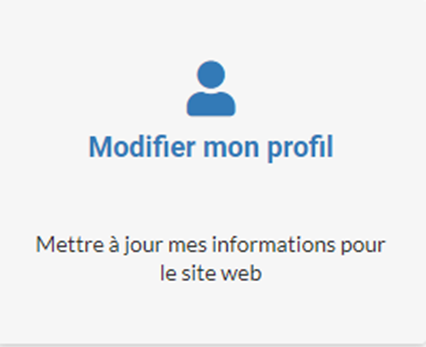 Modifier mon profil
Mettre à jour mes informations pour
le site web